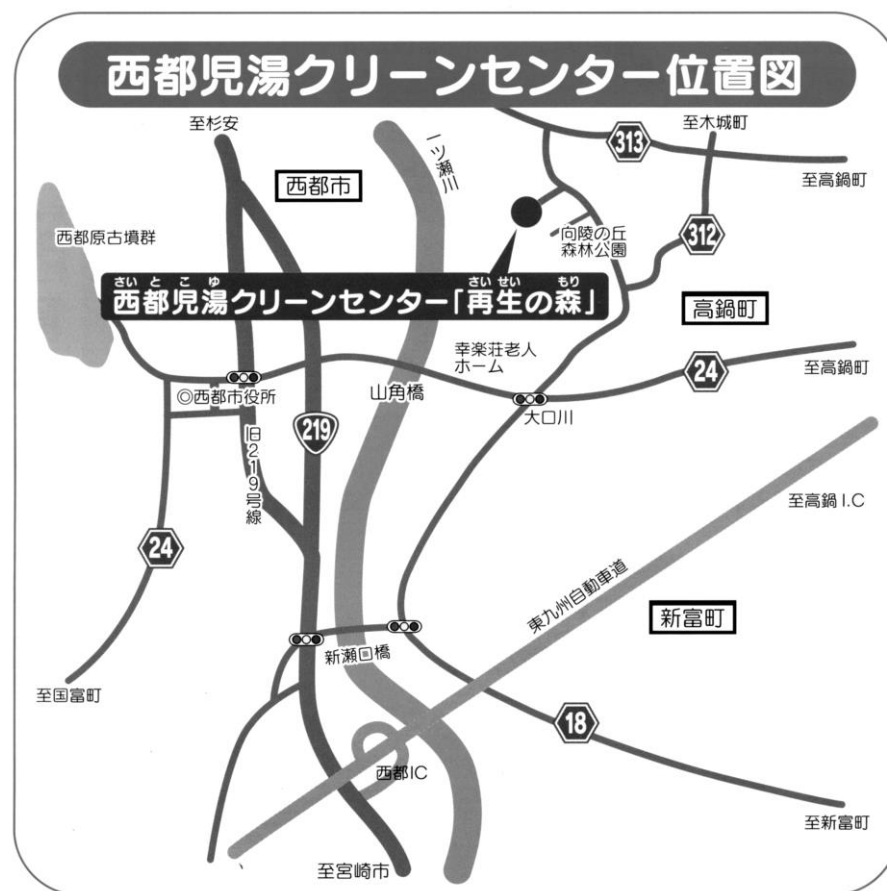 西都児湯クリーンセンター位置図
至杉安
西都市
一ツ瀬川
313
至木城町
至高鍋町
西都原古墳群
向陵の丘
森林公園
312
さいとこゆ
さいせい
もり
西都児湯クリーンセンター「再生の森」
高鍋町
幸楽荘老人
ホーム
24
至高鍋町
◎西都市役所
山角橋
大口川
219
旧219号線
至高鍋I.C
24
東九州自動車道
新富町
新瀬口橋
至国富町
18
西都IC
至新富町
至宮崎市